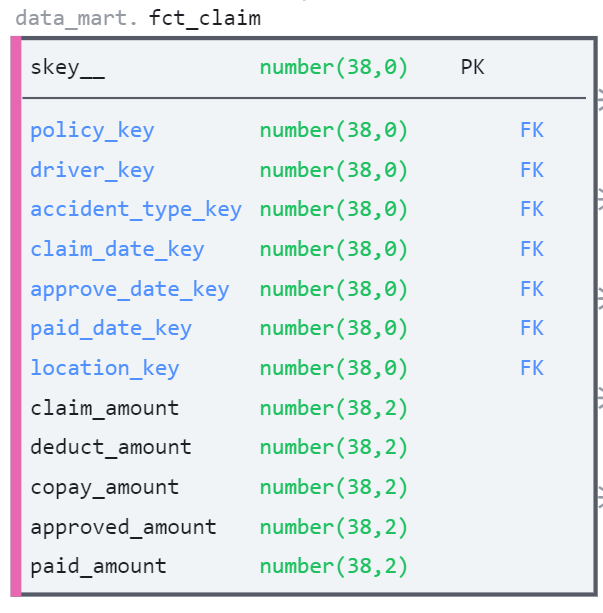 data_mart. fct_claim
skey__ number(38,0) PK
policy_key number(38,0) FK
driver_key number(38,0) FK
accident_type_key number(38,0) FK
claim_date_key number(38,0) FK
approve_date_key number(38,0) FK
paid_date_key number(38,0) FK
location_key number(38,0) FK
claim_amount number(38,2)
deduct_amount number(38,2)
copay_amount number(38,2)
approved_amount number(38,2)
paid_amount number(38,2)